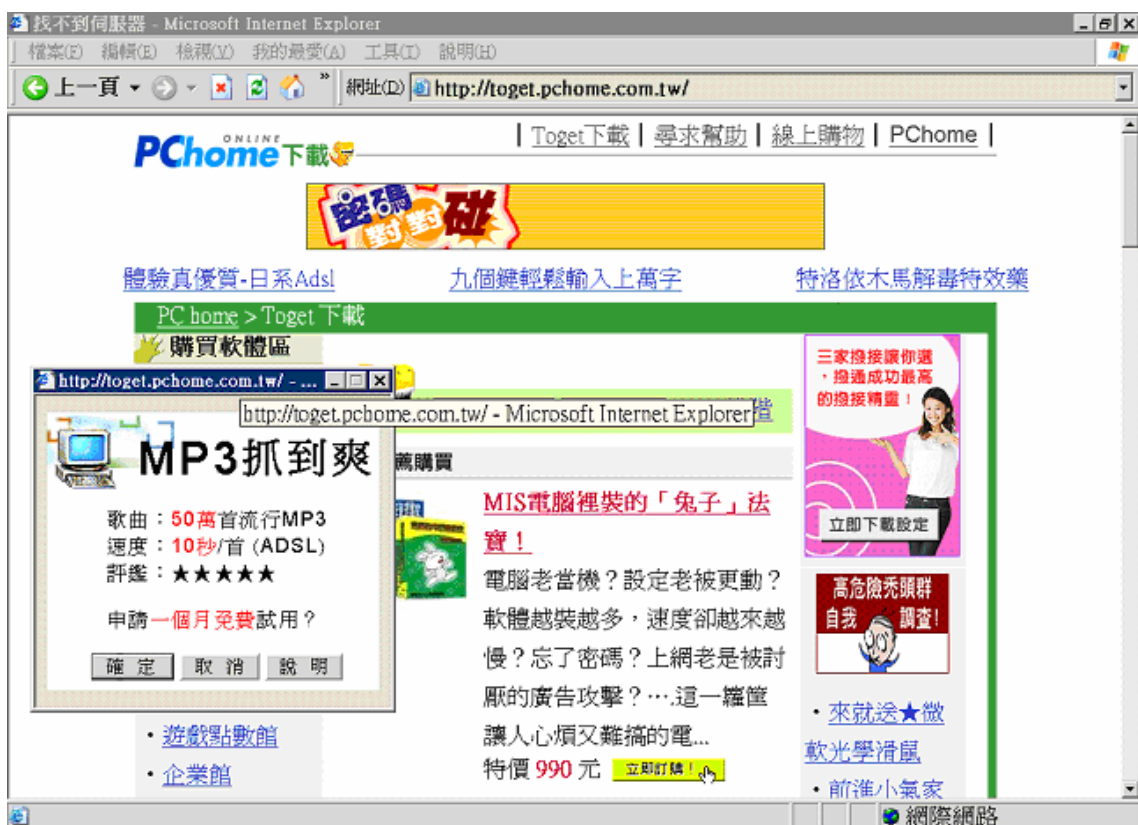 找不到伺服器 - Microsoft Internet Explorer
檔案(F) 編輯(E) 檢視(V) 我的最愛(A) 工具(T) 說明(H)
上一頁 » 網址(D) http://toget.pchome.com.tw/
PChome ONLINE 下載
| Toget下載 | 尋求幫助 | 線上購物 | PChome |
密碼對對碰
體驗真優質-日系Adsl 九個鍵輕鬆輸入上萬字 特洛依木馬解毒特效藥
PC home > Toget 下載
購買軟體區
http://toget.pchome.com.tw/ - ...
http://toget.pchome.com.tw/ - Microsoft Internet Explorer
MP3抓到爽
歌曲：50萬首流行MP3
速度：10秒/首 (ADSL)
評鑑：★★★★★
申請一個月免費試用？
確 定 取 消 說 明
薦購買
MIS電腦裡裝的「兔子」法
寶！
電腦老當機？設定老被更動？
軟體越裝越多，速度卻越來越
慢？忘了密碼？上網老是被討
厭的廣告攻擊？….這一籮筐
讓人心煩又難搞的電...
特價 990 元 立即訂購！
三家撥接讓你選
，撥通成功最高
的撥接精靈！
立即下載設定
高危險禿頭群
自我 調查!
‧來就送★微
軟光學滑鼠
‧前進小氣家
‧遊戲點數館
‧企業館
網際網路